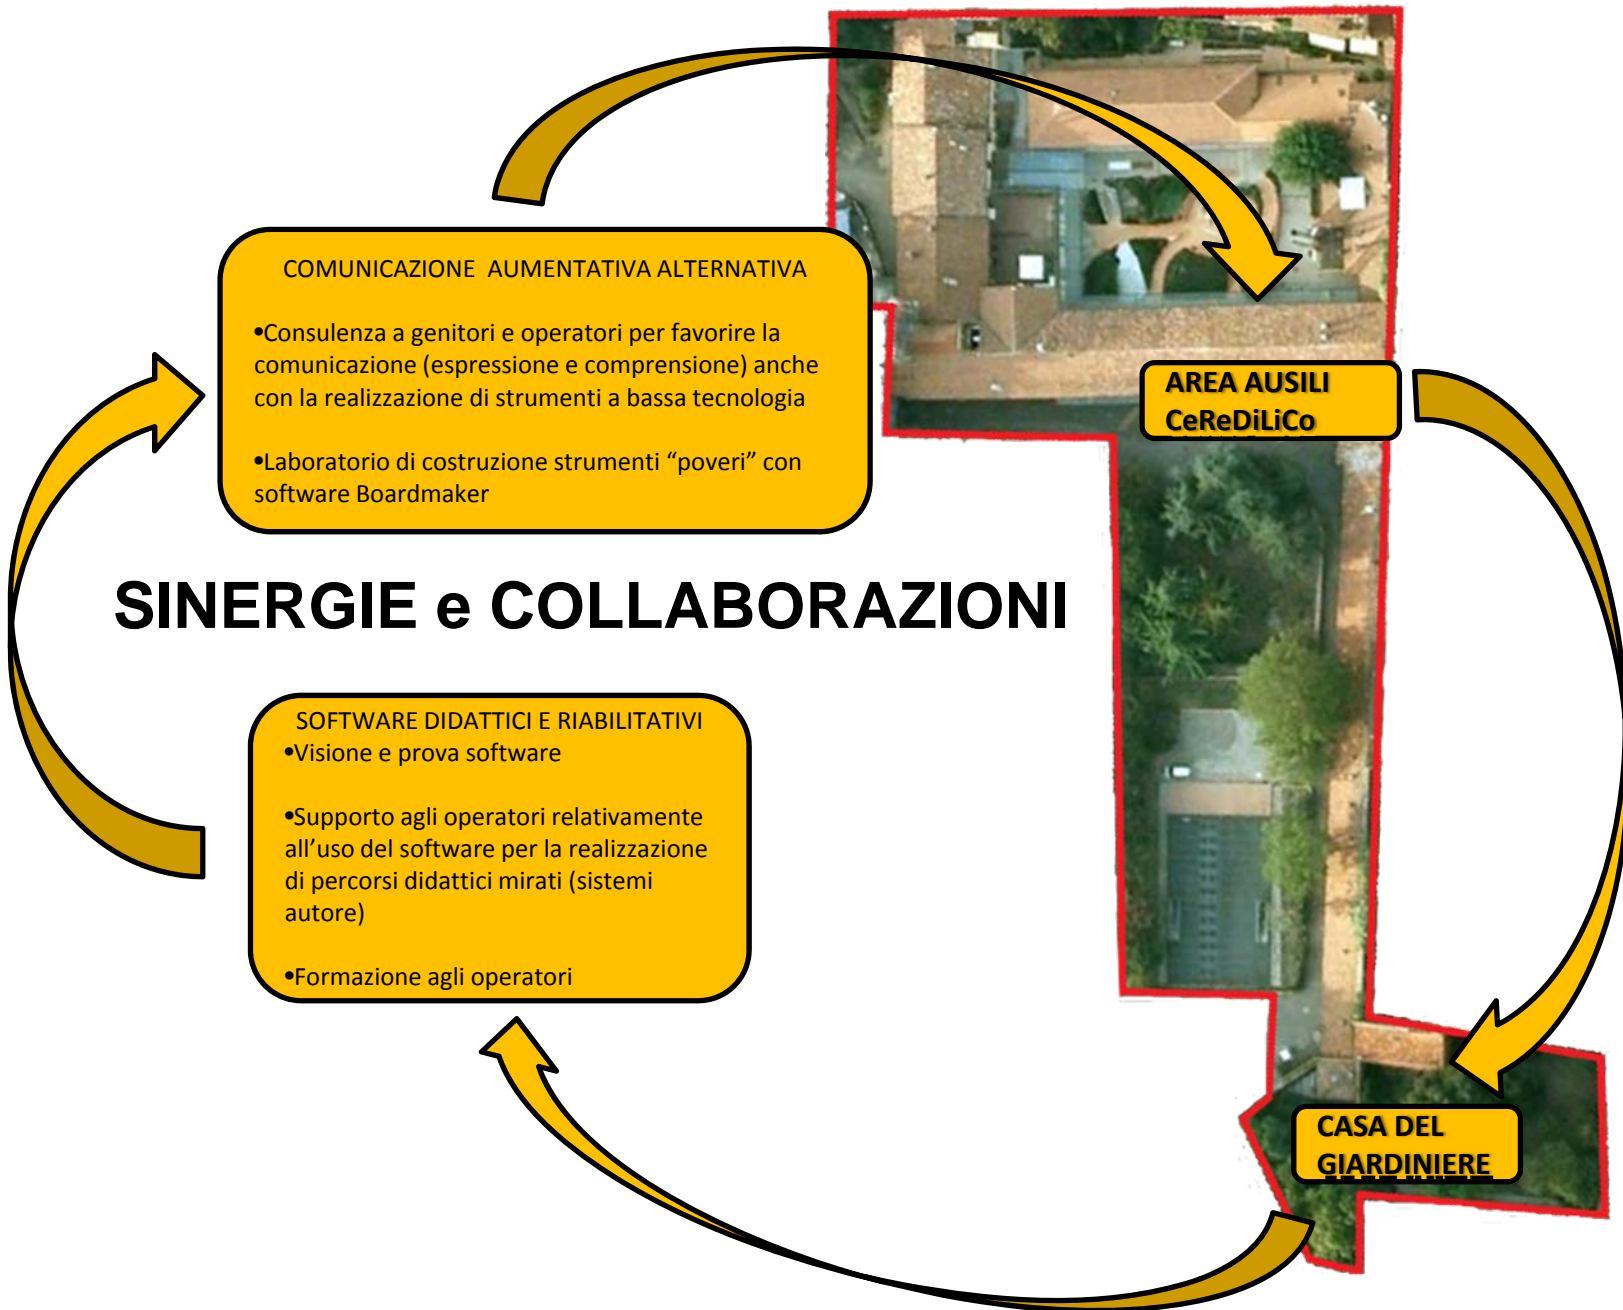 COMUNICAZIONE  AUMENTATIVA ALTERNATIVA
•Consulenza a genitori e operatori per favorire la
comunicazione (espressione e comprensione) anche
con la realizzazione di strumenti a bassa tecnologia
•Laboratorio di costruzione strumenti “poveri” con
software Boardmaker
AREA AUSILI
CeReDiLiCo
SINERGIE e COLLABORAZIONI
SOFTWARE DIDATTICI E RIABILITATIVI
•Visione e prova software
•Supporto agli operatori relativamente
all’uso del software per la realizzazione
di percorsi didattici mirati (sistemi
autore)
•Formazione agli operatori
CASA DEL
GIARDINIERE